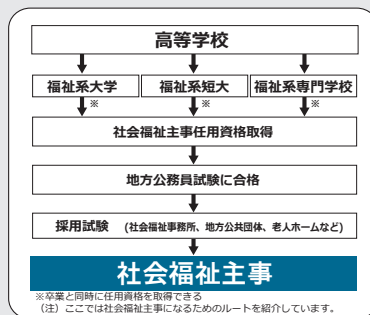 高等学校
福祉系大学 福祉系短大 福祉系専門学校
※ ※ ※
社会福祉主事任用資格取得
地方公務員試験に合格
採用試験 (社会福祉事務所、地方公共団体、老人ホームなど)
社会福祉主事
※卒業と同時に任用資格を取得できる
(注) ここでは社会福祉主事になるためのルートを紹介しています。